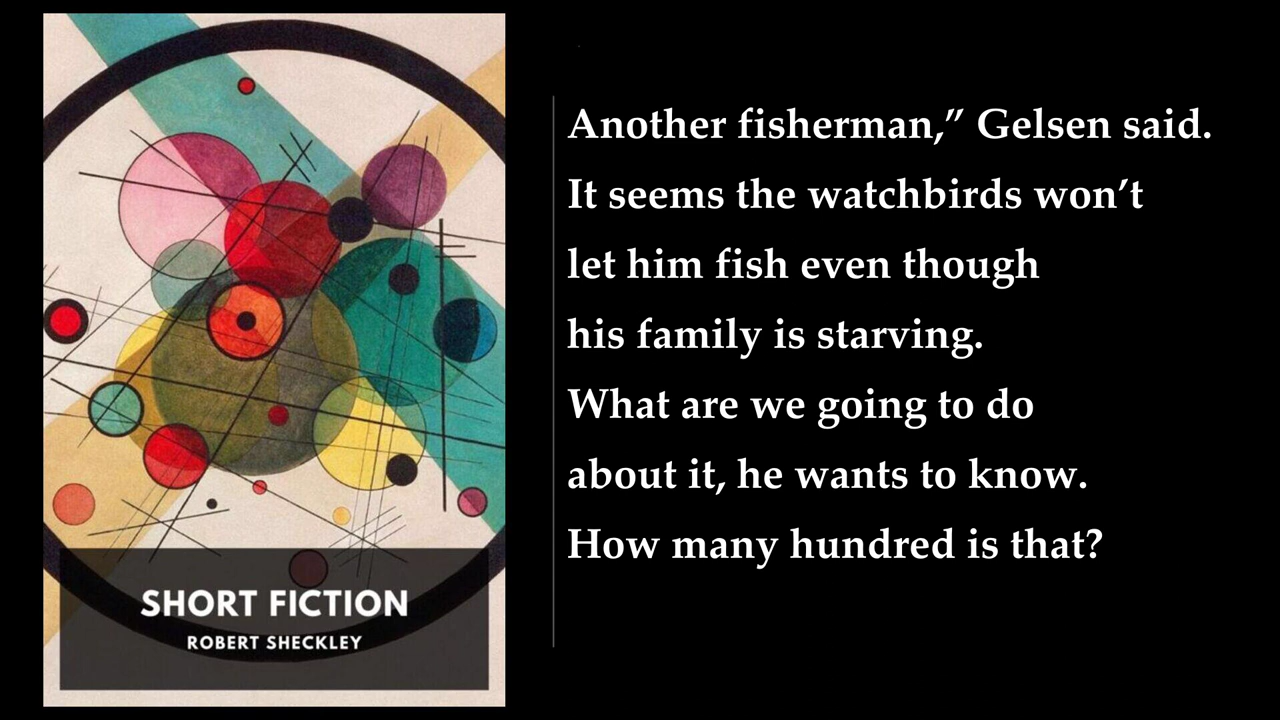 SHORT FICTION
ROBERT SHECKLEY
Another fisherman,” Gelsen said.
It seems the watchbirds won’t
let him fish even though
his family is starving.
What are we going to do
about it, he wants to know.
How many hundred is that?